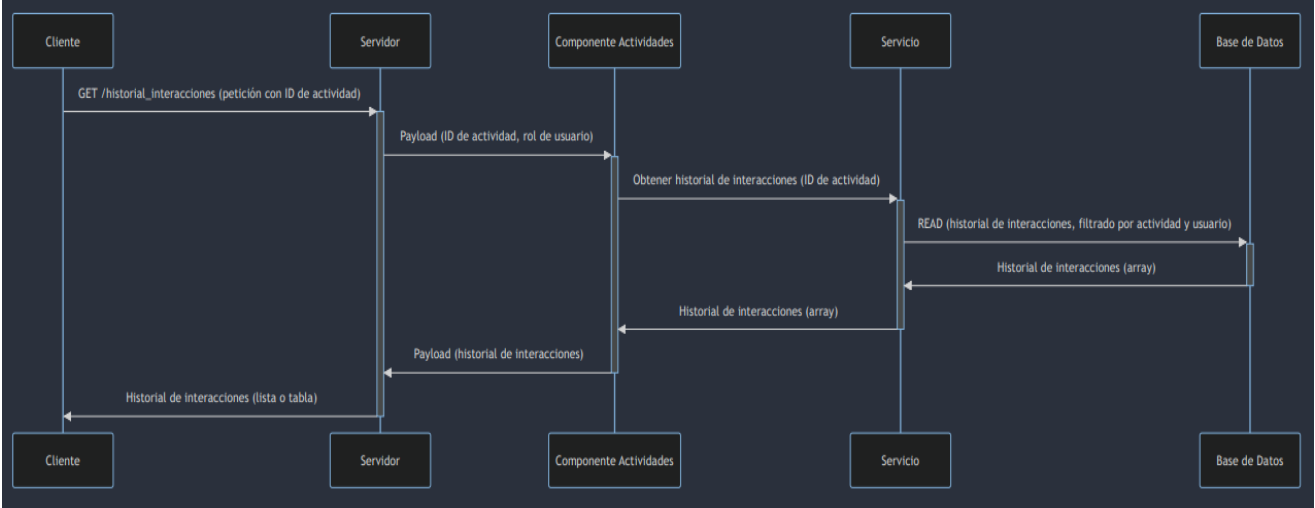 Cliente
Servidor
Componente Actividades
Servicio
Base de Datos
GET /historial_interacciones (petición con ID de actividad)
Payload (ID de actividad, rol de usuario)
Obtener historial de interacciones (ID de actividad)
READ (historial de interacciones, filtrado por actividad y usuario)
Historial de interacciones (array)
Historial de interacciones (array)
Payload (historial de interacciones)
Historial de interacciones (lista o tabla)
Cliente
Servidor
Componente Actividades
Servicio
Base de Datos